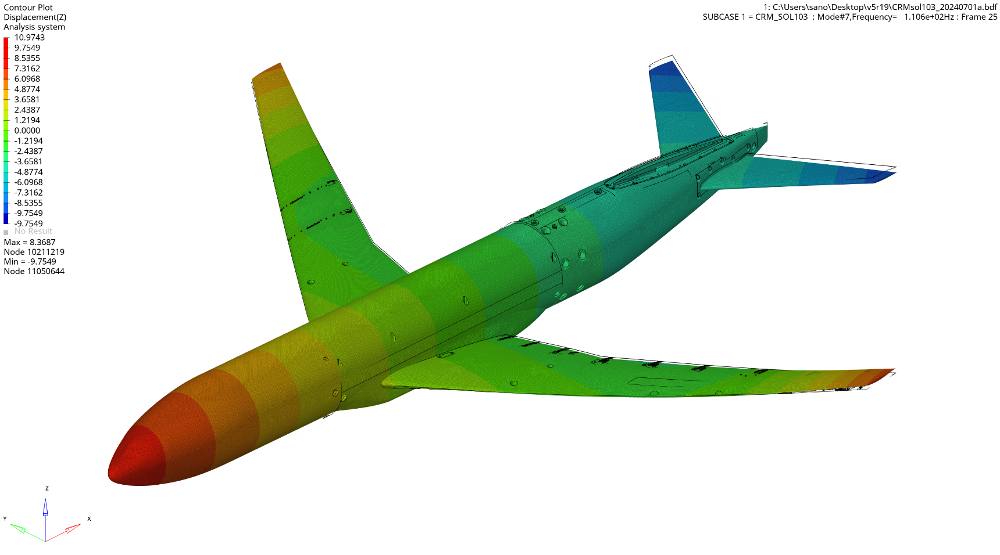 Contour Plot
Displacement(Z)
Analysis system
10.9743
9.7549
8.5355
7.3162
6.0968
4.8774
3.6581
2.4387
1.2194
0.0000
-1.2194
-2.4387
-3.6581
-4.8774
-6.0968
-7.3162
-8.5355
-9.7549
-9.7549
No Result
Max = 8.3687
Node 10211219
Min = -9.7549
Node 11050644
1: C:\Users\sano\Desktop\v5r19\CRMsol103_20240701a.bdf
SUBCASE 1 = CRM_SOL103 : Mode#7,Frequency= 1.106e+02Hz : Frame 25
Z
Y
X